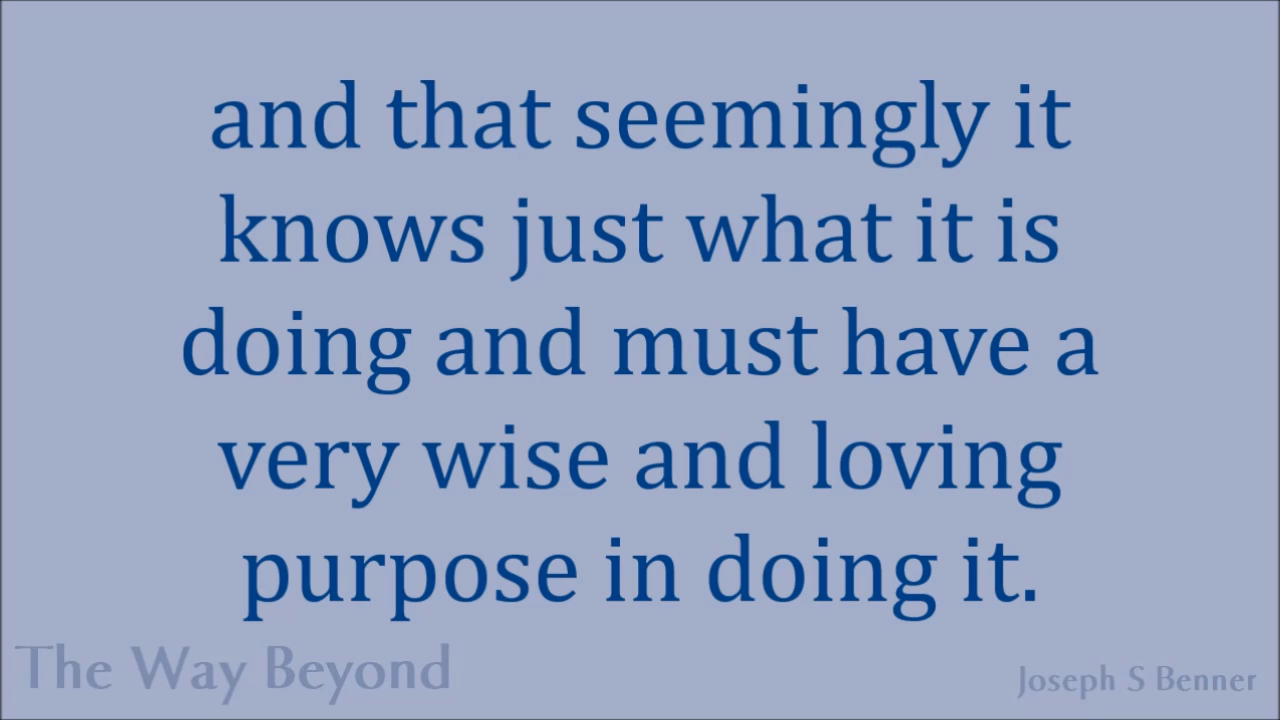 and that seemingly it
knows just what it is
doing and must have a
very wise and loving
purpose in doing it.
The Way Beyond
Joseph S Benner